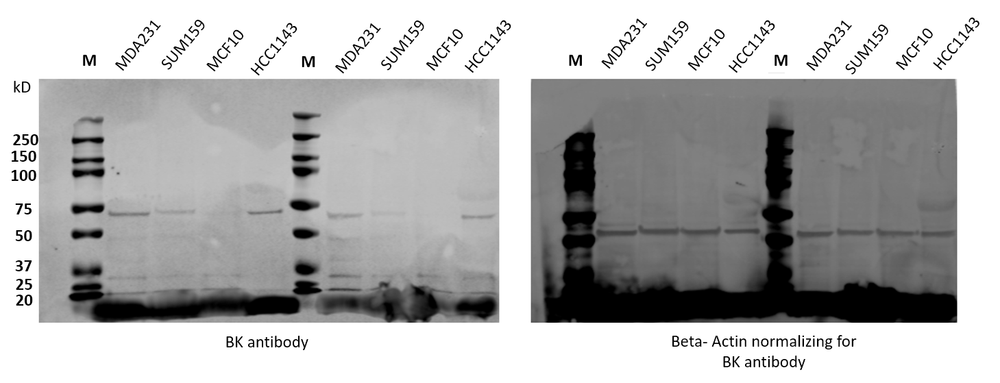 M MDA231 SUM159 MCF10 HCC1143 M MDA231 SUM159 MCF10 HCC1143
M MDA231 SUM159 MCF10 HCC1143 M MDA231 SUM159 MCF10 HCC1143
kD
250
150
100
75
50
37
25
20
BK antibody
Beta- Actin normalizing for
BK antibody